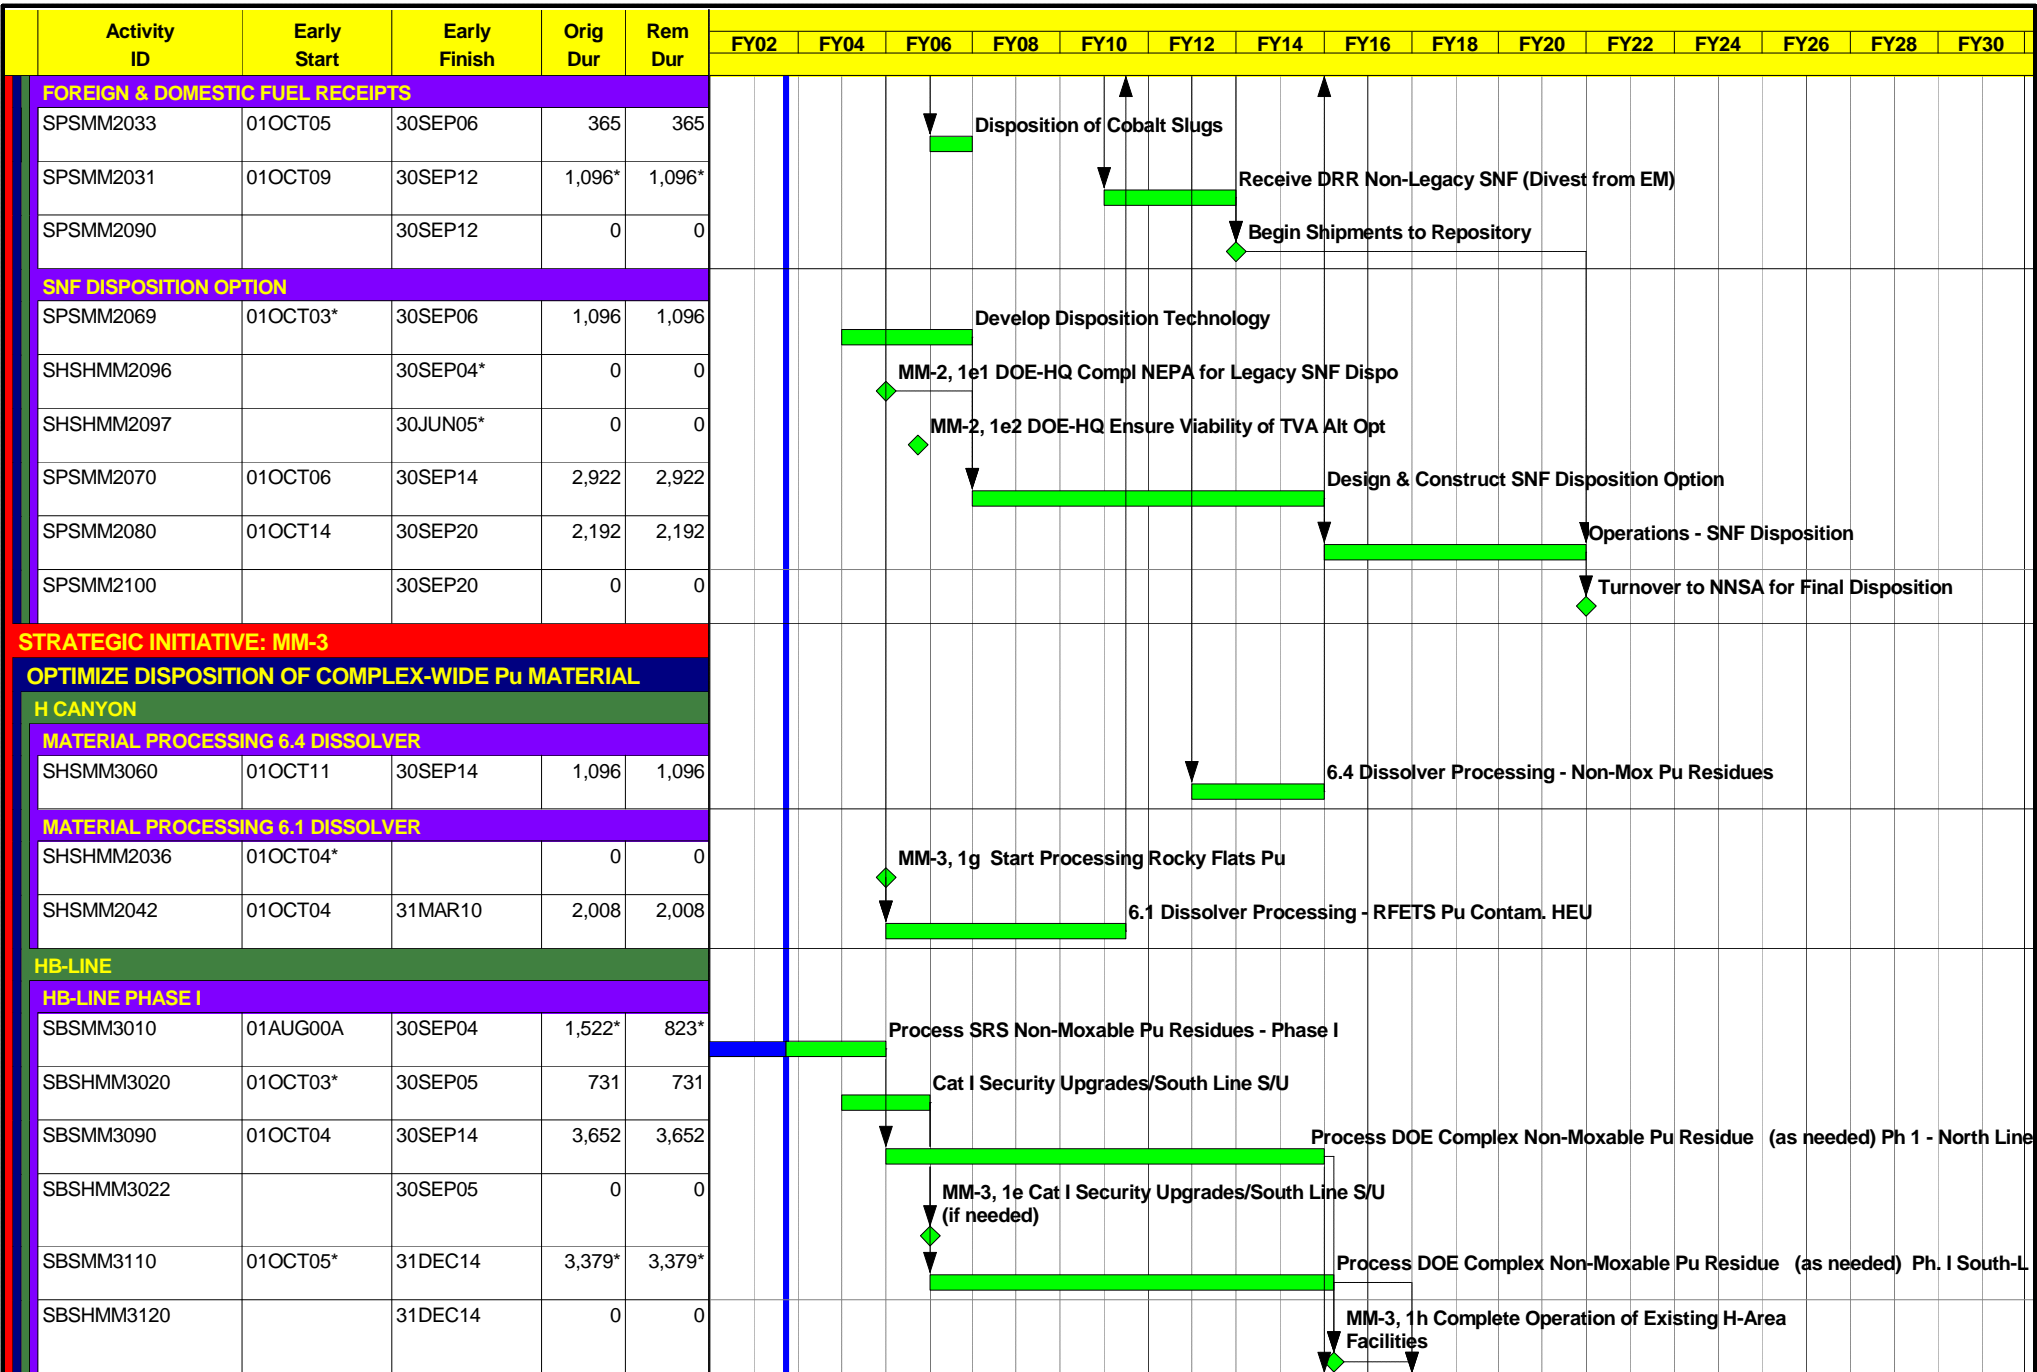 Activity ID Early Start Early Finish Orig Dur Rem Dur FY02 FY04 FY06 FY08 FY10 FY12 FY14 FY16 FY18 FY20 FY22 FY24 FY26 FY28 FY30
FOREIGN & DOMESTIC FUEL RECEIPTS
SPSMM2033 01OCT05 30SEP06 365 365 Disposition of Cobalt Slugs
SPSMM2031 01OCT09 30SEP12 1,096* 1,096* Receive DRR Non-Legacy SNF (Divest from EM)
SPSMM2090 30SEP12 0 0 Begin Shipments to Repository
SNF DISPOSITION OPTION
SPSMM2069 01OCT03* 30SEP06 1,096 1,096 Develop Disposition Technology
SHSHMM2096 30SEP04* 0 0 MM-2, 1e1 DOE-HQ Compl NEPA for Legacy SNF Dispo
SHSHMM2097 30JUN05* 0 0 MM-2, 1e2 DOE-HQ Ensure Viability of TVA Alt Opt
SPSMM2070 01OCT06 30SEP14 2,922 2,922 Design & Construct SNF Disposition Option
SPSMM2080 01OCT14 30SEP20 2,192 2,192 Operations - SNF Disposition
SPSMM2100 30SEP20 0 0 Turnover to NNSA for Final Disposition
STRATEGIC INITIATIVE: MM-3
OPTIMIZE DISPOSITION OF COMPLEX-WIDE Pu MATERIAL
H CANYON
MATERIAL PROCESSING 6.4 DISSOLVER
SHSMM3060 01OCT11 30SEP14 1,096 1,096 6.4 Dissolver Processing - Non-Mox Pu Residues
MATERIAL PROCESSING 6.1 DISSOLVER
SHSHMM2036 01OCT04* 0 0 MM-3, 1g Start Processing Rocky Flats Pu
SHSMM2042 01OCT04 31MAR10 2,008 2,008 6.1 Dissolver Processing - RFETS Pu Contam. HEU
HB-LINE
HB-LINE PHASE I
SBSMM3010 01AUG00A 30SEP04 1,522* 823* Process SRS Non-Moxable Pu Residues - Phase I
SBSHMM3020 01OCT03* 30SEP05 731 731 Cat I Security Upgrades/South Line S/U
SBSMM3090 01OCT04 30SEP14 3,652 3,652 Process DOE Complex Non-Moxable Pu Residue (as needed) Ph 1 - North Line
SBSHMM3022 30SEP05 0 0 MM-3, 1e Cat I Security Upgrades/South Line S/U
(if needed)
SBSMM3110 01OCT05* 31DEC14 3,379* 3,379* Process DOE Complex Non-Moxable Pu Residue (as needed) Ph. I South-L
SBSHMM3120 31DEC14 0 0 MM-3, 1h Complete Operation of Existing H-Area
Facilities